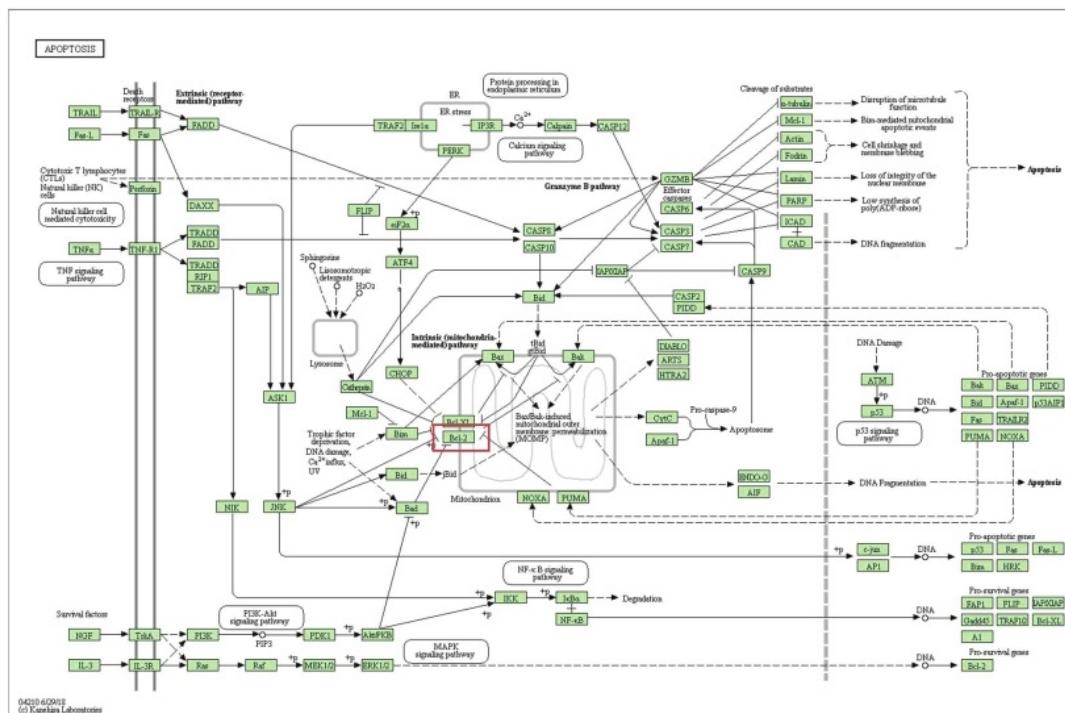 APOPTOSIS
Death receptors
Extrinsic (receptor-mediated) pathway
TRAIL
TRAIL-R
Fas-L
Fas
FADD
Cytotoxic T lymphocytes (CTLs)
Natural killer (NK) cells
Perforin
Natural killer cell mediated cytotoxicity
DAXX
TNFα
TNF-R1
TRADD
FADD
TRADD
RIP1
TRAF2
TNF signaling pathway
AIP
ASK1
NIK
JNK
+p
ER
ER stress
TRAF2
Ire1α
IP3R
PERK
Ca2+
Calpain
CASP12
Protein processing in endoplasmic reticulum
Calcium signaling pathway
Granzyme B pathway
FLIP
+p
eIF2α
ATF4
CHOP
Sphingosine
Lisosomotropic detergents
H2O2
Lysosome
Cathepsin
CASP8
CASP10
GZMB
Effector caspases
CASP6
CASP3
CASP7
CASP9
Bid
CASP2
PIDD
Cleavage of substrates
α-tubulin
Mcl-1
Actin
Fodrin
Lamin
PARP
ICAD
CAD
Disruption of microtubule function
Bim-mediated mitochondrial apoptotic events
Cell shrinkage and membrane blebbing
Loss of integrity of the nuclear membrane
Low synthesis of poly(ADP-ribose)
DNA fragmentation
Apoptosis
Intrinsic (mitochondria-mediated) pathway
tBid
Bax
Bak
Mcl-1
Bcl-XL
Bcl-2
Bim
Bid
tBid
Bad
+p
+p
+p
Trophic factor deprivation, DNA damage, Ca2+ influx, UV
Bax/Bak-induced mitochondrial outer membrane permeabilization (MOMP)
Mitochondrion
NOXA
PUMA
DIABLO
ARTS
HTRA2
CytC
Apaf-1
Pro-caspase-9
Apoptosome
ENDO-G
AIF
DNA Fragmentation
Apoptosis
DNA Damage
ATM
+p
p53
p53 signaling pathway
DNA
Pro-apoptotic genes
Bak
Bax
PIDD
Bid
Apaf-1
p53AIP1
Fas
TRAILR2
PUMA
NOXA
+p
c-jun
AP1
DNA
Pro-apoptotic genes
p53
Fas
Fas-L
Bim
HRK
NF-κB signaling pathway
IKK
IκBα
Degradation
NF-κB
DNA
Pro-survival genes
FAP1
FLIP
Gadd45
TRAF1/2
Bcl-XL
A1
Survival factors
NGF
TrkA
PI3K
PI3K-Akt signaling pathway
PIP3
PDK1
+p
Akt/PKB
+p
+p
IL-3
IL-3R
Ras
Raf
+p
MEK1/2
+p
ERK1/2
MAPK signaling pathway
DNA
Pro-survival genes
Bcl-2
04210 6/29/18
(c) Kanehisa Laboratories